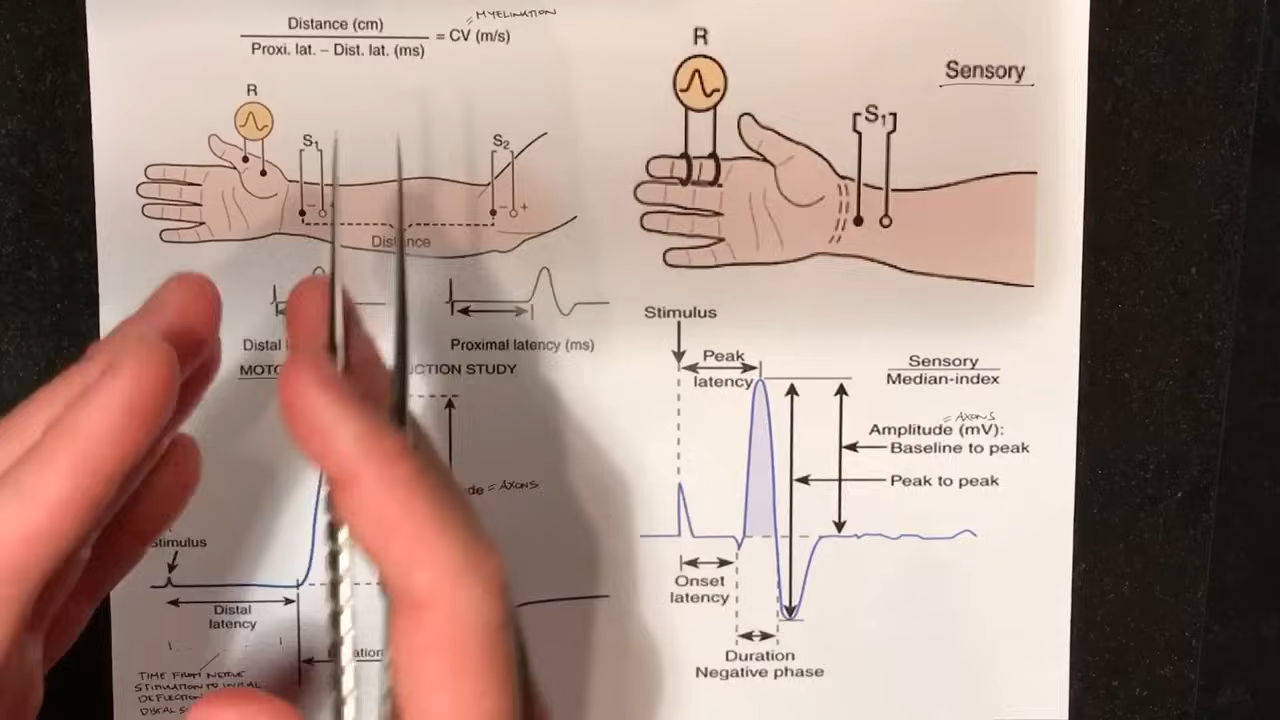 Distance (cm)
Proxi. lat. – Dist. lat. (ms)
= CV (m/s)
= MYELINATION
R
S1
S2
– +
Distance
Distal
Proximal latency (ms)
MOTO
CTION STUDY
de = AXONS
Stimulus
Distal
latency
TIME FROM NERVE
STIMULATION TO INITIAL
DEFLECTION
DISTAL S
R
Sensory
S1
Stimulus
Peak
latency
Sensory
Median-index
= AXONS
Amplitude (mV):
Baseline to peak
Peak to peak
Onset
latency
Duration
Negative phase